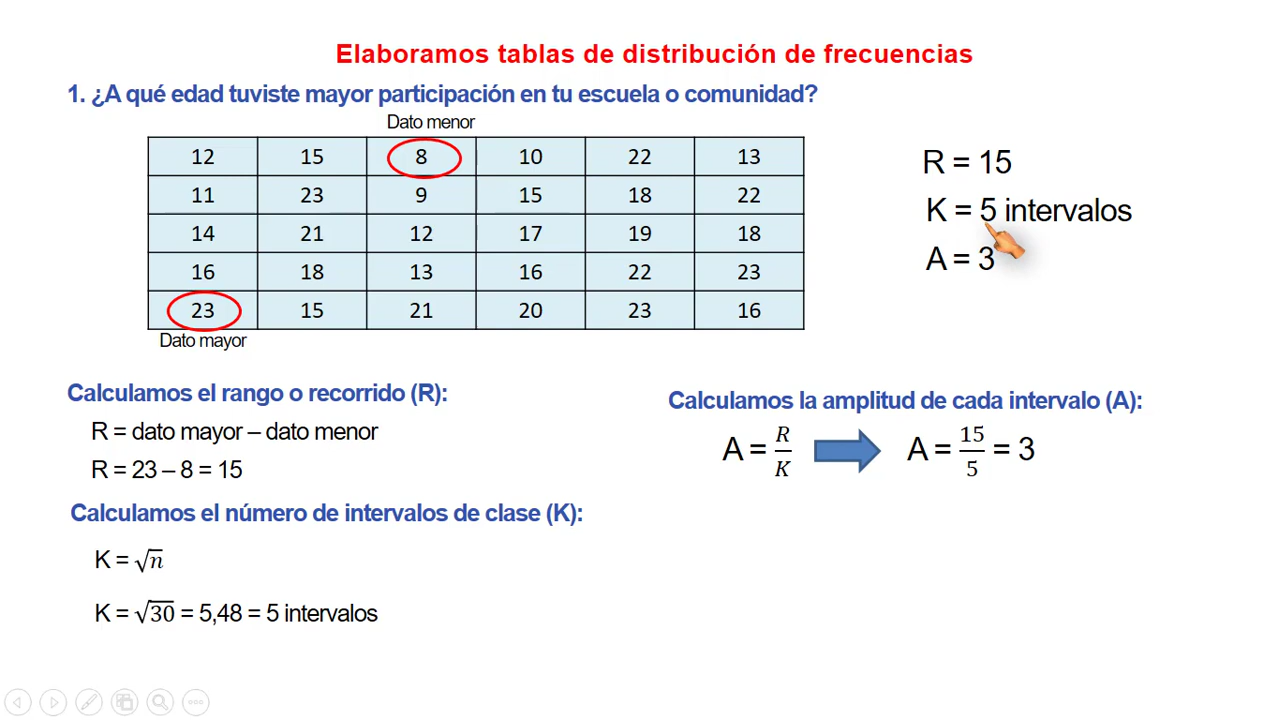 Elaboramos tablas de distribución de frecuencias
1. ¿A qué edad tuviste mayor participación en tu escuela o comunidad?
Dato menor
12 15 8 10 22 13
11 23 9 15 18 22
14 21 12 17 19 18
16 18 13 16 22 23
23 15 21 20 23 16
Dato mayor
R = 15
K = 5 intervalos
A = 3
Calculamos el rango o recorrido (R):
R = dato mayor – dato menor
R = 23 – 8 = 15
Calculamos el número de intervalos de clase (K):
K = √n
K = √30 = 5,48 = 5 intervalos
Calculamos la amplitud de cada intervalo (A):
A = R/K A = 15/5 = 3